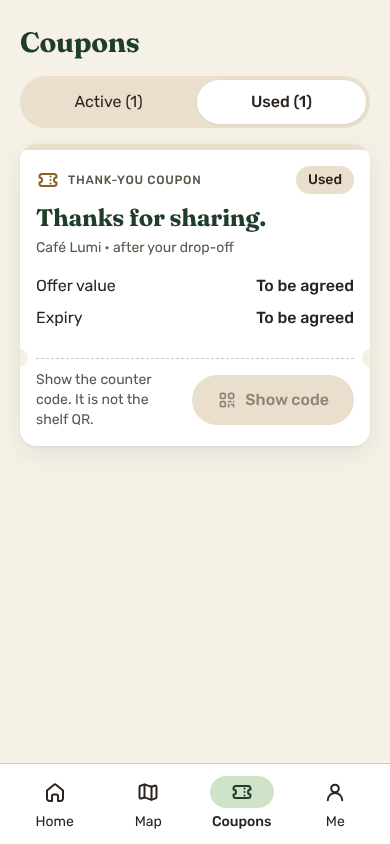 Coupons
Active (1)
Used (1)
THANK-YOU COUPON
Used
Thanks for sharing.
Café Lumi • after your drop-off
Offer value
To be agreed
Expiry
To be agreed
Show the counter
code. It is not the
shelf QR.
Show code
Home
Map
Coupons
Me